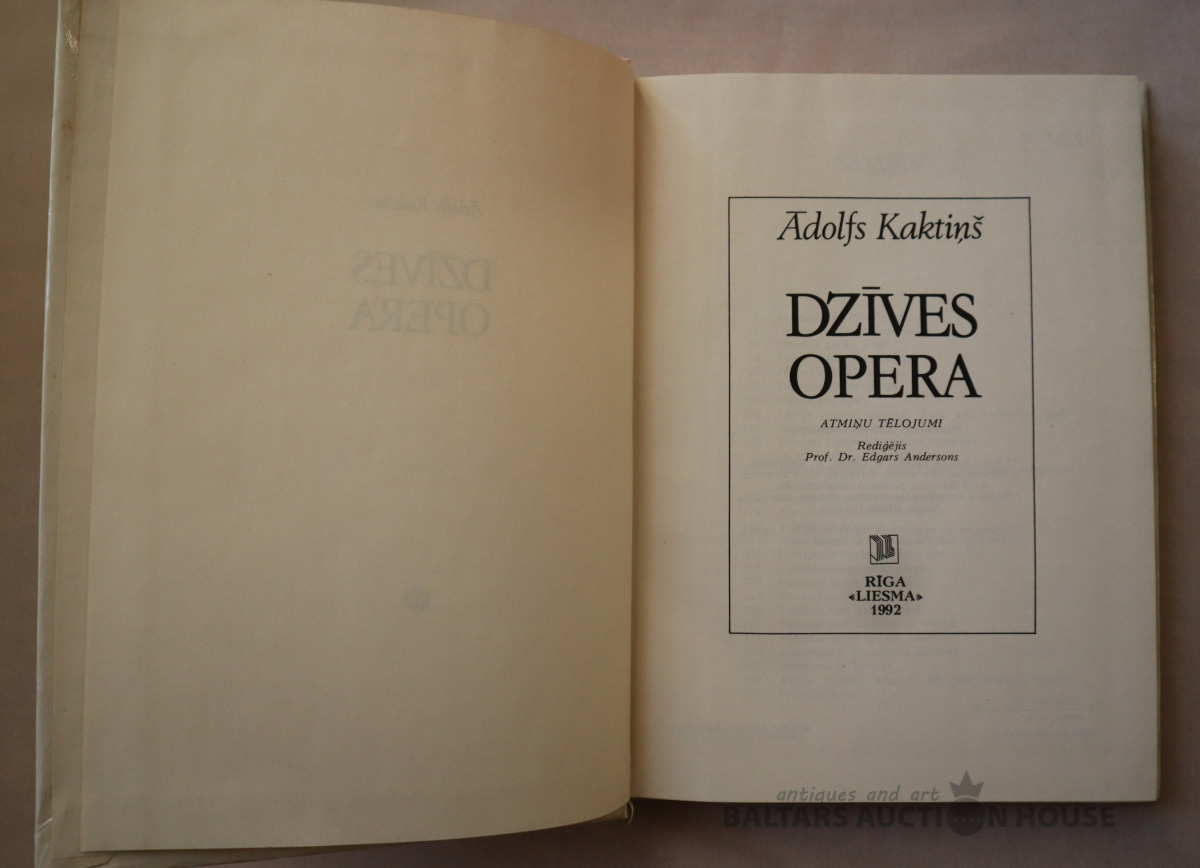 Ādolfs Kaktiņš
DZĪVES
OPERA
ATMIŅU TĒLOJUMI
Rediģējis
Prof. Dr. Edgars Andersons
RĪGA
«LIESMA»
1992
antiques and art
BALTARS AUCTION HOUSE